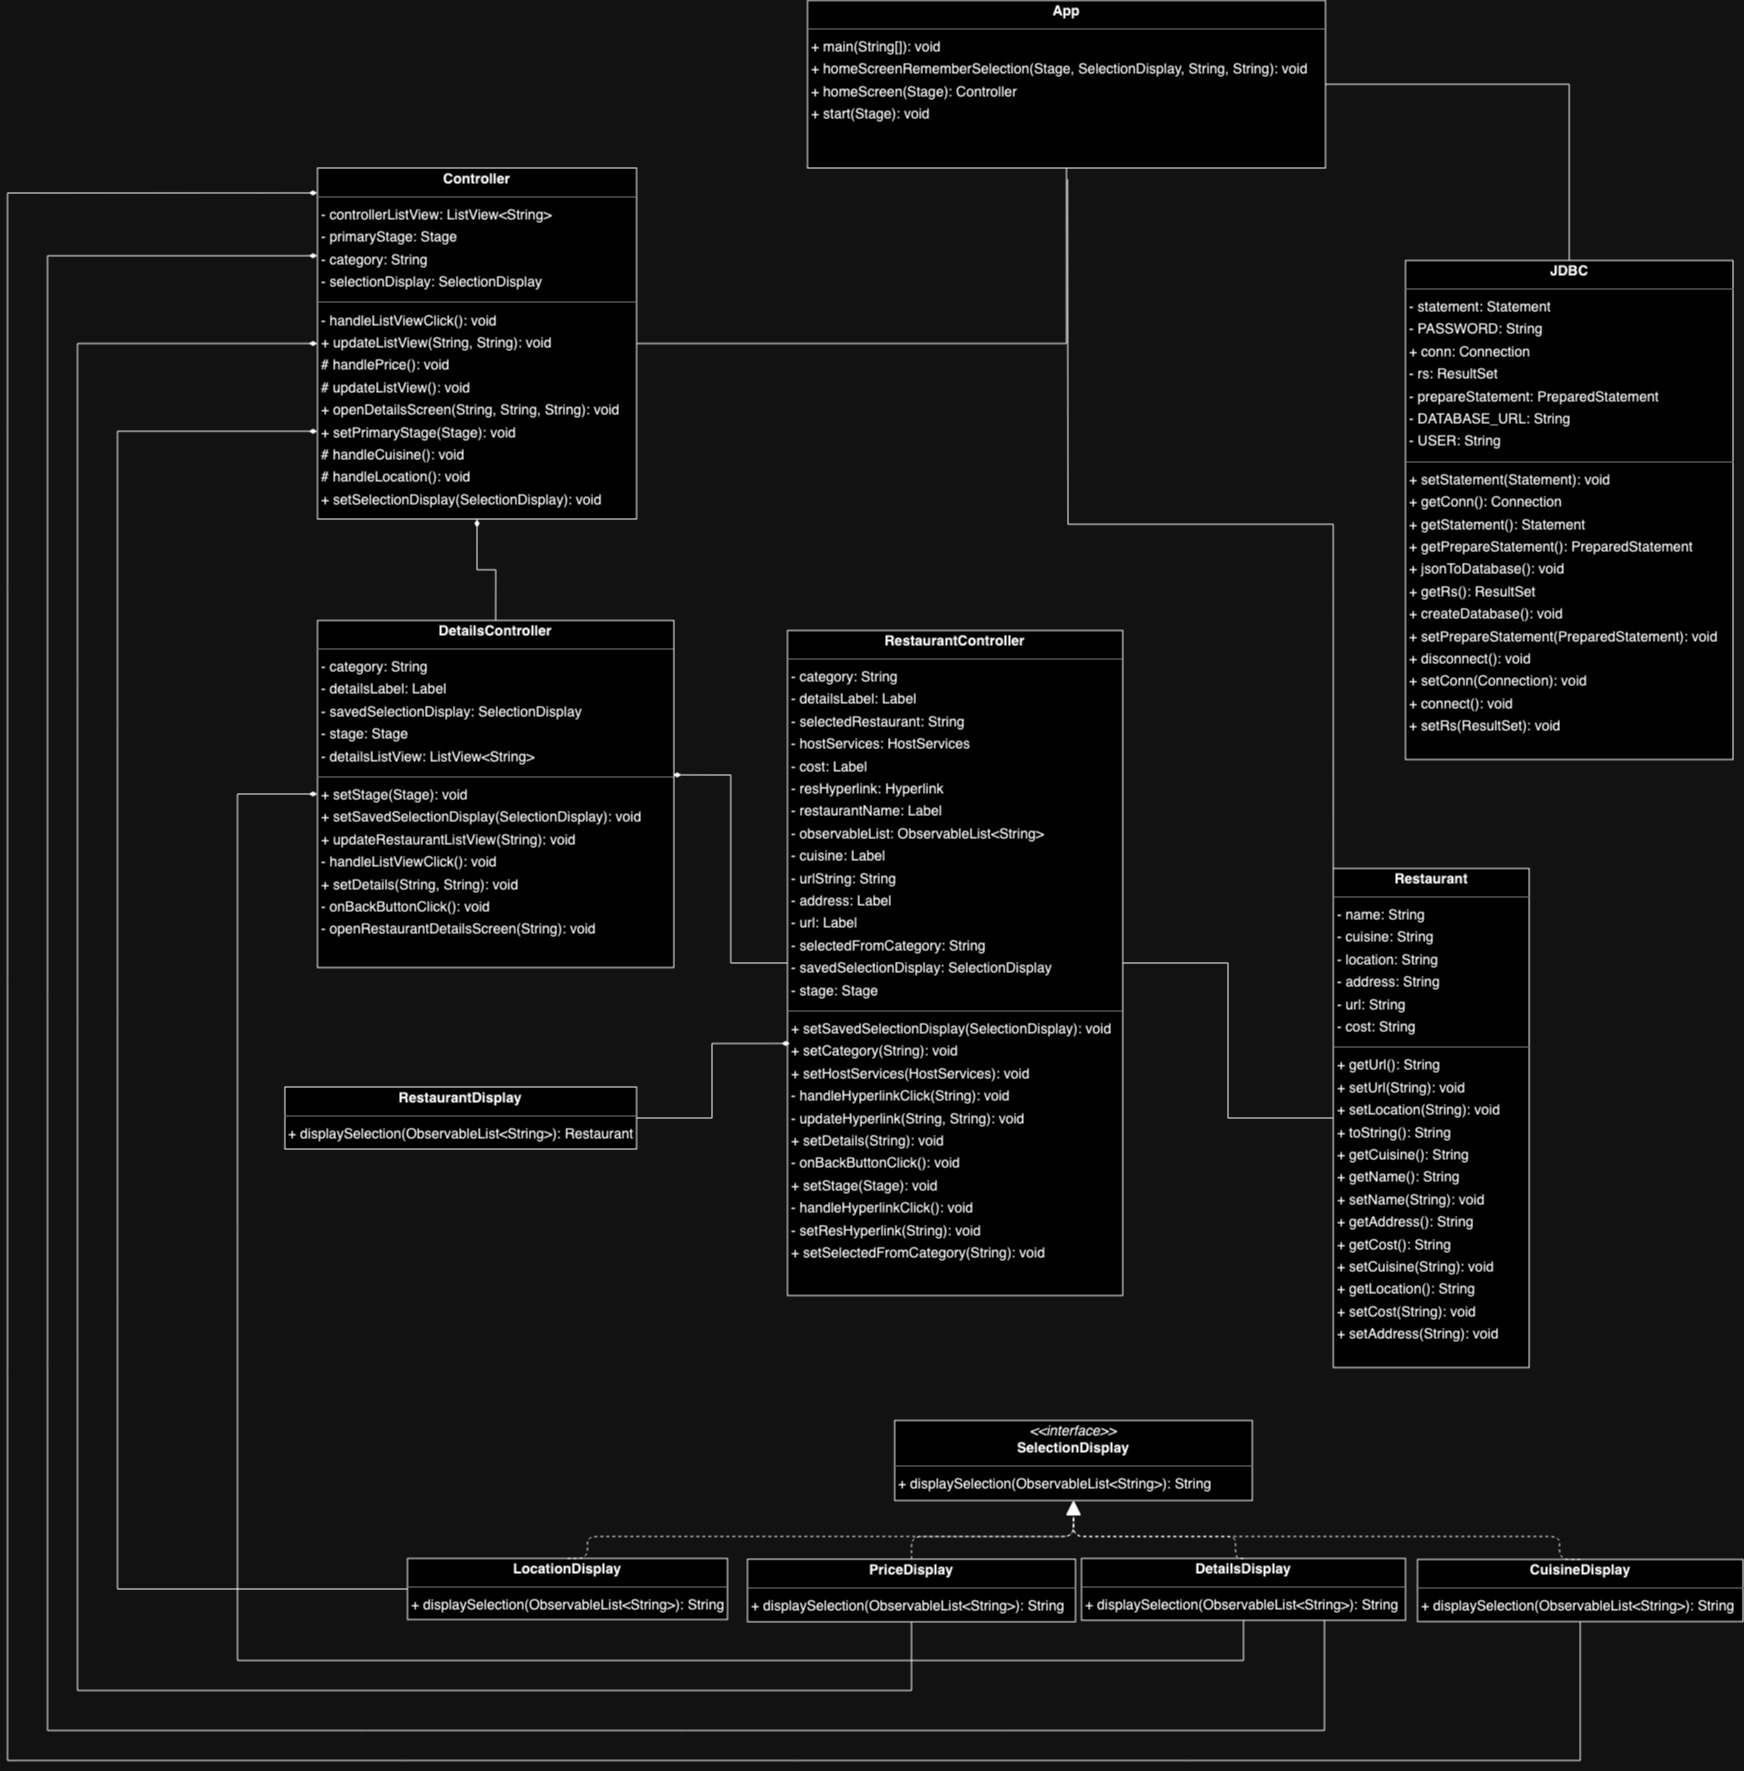 App
+ main(String[]): void
+ homeScreenRememberSelection(Stage, SelectionDisplay, String, String): void
+ homeScreen(Stage): Controller
+ start(Stage): void
Controller
- controllerListView: ListView<String>
- primaryStage: Stage
- category: String
- selectionDisplay: SelectionDisplay
- handleListViewClick(): void
+ updateListView(String, String): void
# handlePrice(): void
# updateListView(): void
+ openDetailsScreen(String, String, String): void
+ setPrimaryStage(Stage): void
# handleCuisine(): void
# handleLocation(): void
+ setSelectionDisplay(SelectionDisplay): void
JDBC
- statement: Statement
- PASSWORD: String
+ conn: Connection
- rs: ResultSet
- prepareStatement: PreparedStatement
- DATABASE_URL: String
- USER: String
+ setStatement(Statement): void
+ getConn(): Connection
+ getStatement(): Statement
+ getPrepareStatement(): PreparedStatement
+ jsonToDatabase(): void
+ getRs(): ResultSet
+ createDatabase(): void
+ setPrepareStatement(PreparedStatement): void
+ disconnect(): void
+ setConn(Connection): void
+ connect(): void
+ setRs(ResultSet): void
DetailsController
- category: String
- detailsLabel: Label
- savedSelectionDisplay: SelectionDisplay
- stage: Stage
- detailsListView: ListView<String>
+ setStage(Stage): void
+ setSavedSelectionDisplay(SelectionDisplay): void
+ updateRestaurantListView(String): void
- handleListViewClick(): void
+ setDetails(String, String): void
- onBackButtonClick(): void
- openRestaurantDetailsScreen(String): void
RestaurantController
- category: String
- detailsLabel: Label
- selectedRestaurant: String
- hostServices: HostServices
- cost: Label
- resHyperlink: Hyperlink
- restaurantName: Label
- observableList: ObservableList<String>
- cuisine: Label
- urlString: String
- address: Label
- url: Label
- selectedFromCategory: String
- savedSelectionDisplay: SelectionDisplay
- stage: Stage
+ setSavedSelectionDisplay(SelectionDisplay): void
+ setCategory(String): void
+ setHostServices(HostServices): void
- handleHyperlinkClick(String): void
- updateHyperlink(String, String): void
+ setDetails(String): void
- onBackButtonClick(): void
+ setStage(Stage): void
- handleHyperlinkClick(): void
- setResHyperlink(String): void
+ setSelectedFromCategory(String): void
Restaurant
- name: String
- cuisine: String
- location: String
- address: String
- url: String
- cost: String
+ getUrl(): String
+ setUrl(String): void
+ setLocation(String): void
+ toString(): String
+ getCuisine(): String
+ getName(): String
+ setName(String): void
+ getAddress(): String
+ getCost(): String
+ setCuisine(String): void
+ getLocation(): String
+ setCost(String): void
+ setAddress(String): void
RestaurantDisplay
+ displaySelection(ObservableList<String>): Restaurant
<<interface>>
SelectionDisplay
+ displaySelection(ObservableList<String>): String
LocationDisplay
+ displaySelection(ObservableList<String>): String
PriceDisplay
+ displaySelection(ObservableList<String>): String
DetailsDisplay
+ displaySelection(ObservableList<String>): String
CuisineDisplay
+ displaySelection(ObservableList<String>): String